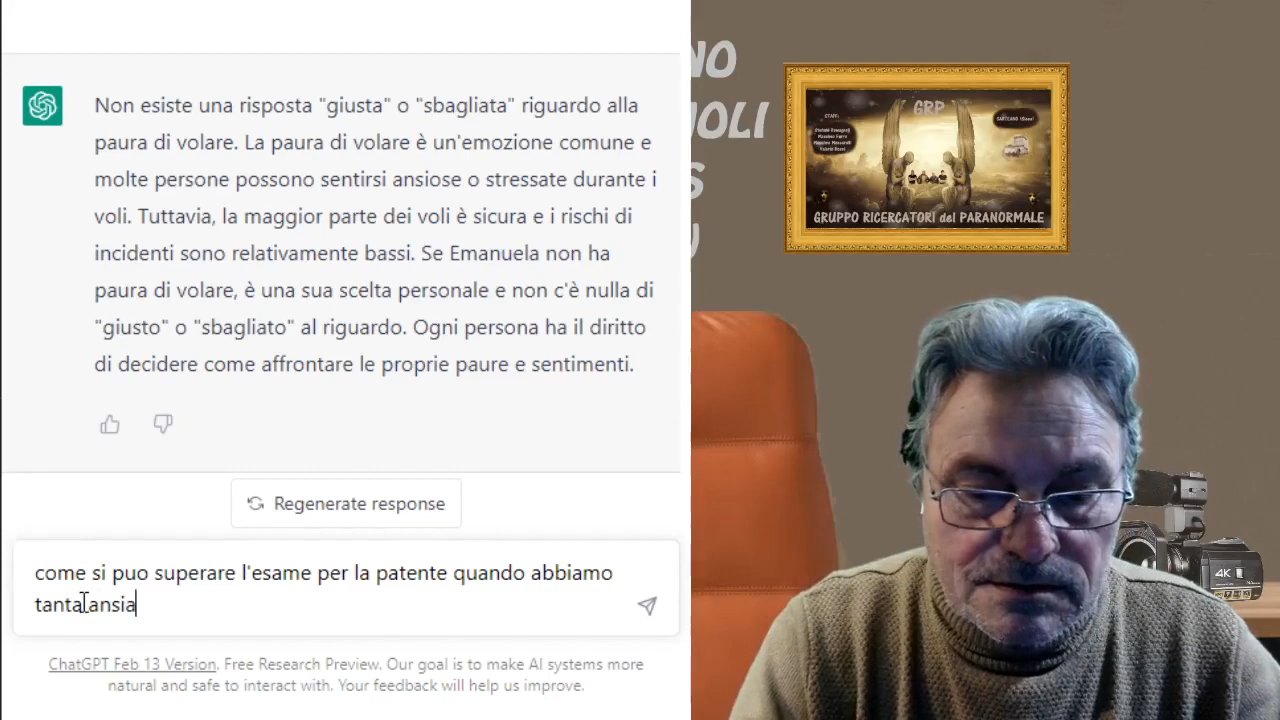 Non esiste una risposta "giusta" o "sbagliata" riguardo alla
paura di volare. La paura di volare è un'emozione comune e
molte persone possono sentirsi ansiose o stressate durante i
voli. Tuttavia, la maggior parte dei voli è sicura e i rischi di
incidenti sono relativamente bassi. Se Emanuela non ha
paura di volare, è una sua scelta personale e non c'è nulla di
"giusto" o "sbagliato" al riguardo. Ogni persona ha il diritto
di decidere come affrontare le proprie paure e sentimenti.
Regenerate response
come si puo superare l'esame per la patente quando abbiamo
tanta ansia
ChatGPT Feb 13 Version. Free Research Preview. Our goal is to make AI systems more
natural and safe to interact with. Your feedback will help us improve.
NO
OLI
S
GRP
STAFF:
SARTEANO (Siena)
GRUPPO RICERCATORI del PARANORMALE
4K